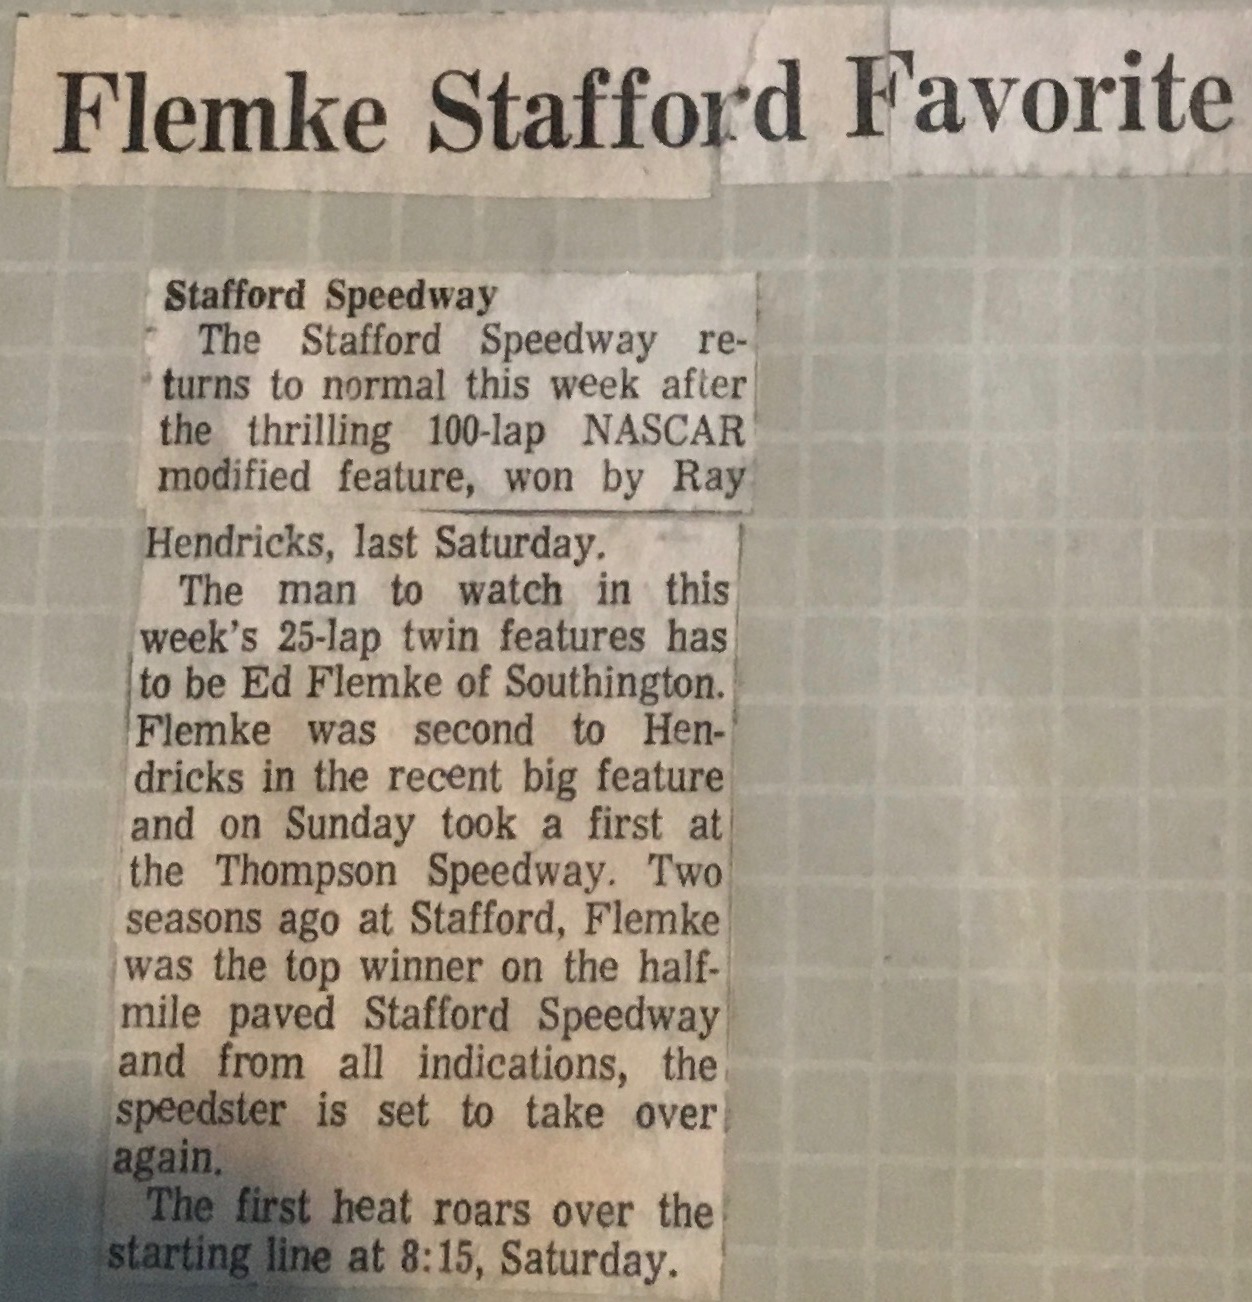 Flemke Stafford Favorite
Stafford Speedway
The Stafford Speedway re-
turns to normal this week after
the thrilling 100-lap NASCAR
modified feature, won by Ray
Hendricks, last Saturday.
The man to watch in this
week's 25-lap twin features has
to be Ed Flemke of Southington.
Flemke was second to Hen-
dricks in the recent big feature
and on Sunday took a first at
the Thompson Speedway. Two
seasons ago at Stafford, Flemke
was the top winner on the half-
mile paved Stafford Speedway
and from all indications, the
speedster is set to take over
again.
The first heat roars over the
starting line at 8:15, Saturday.